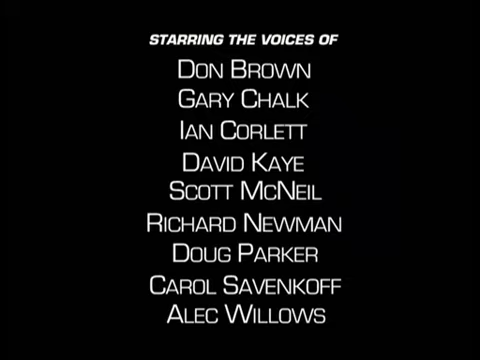 STARRING THE VOICES OF
DON BROWN
GARY CHALK
IAN CORLETT
DAVID KAYE
SCOTT MCNEIL
RICHARD NEWMAN
DOUG PARKER
CAROL SAVENKOFF
ALEC WILLOWS